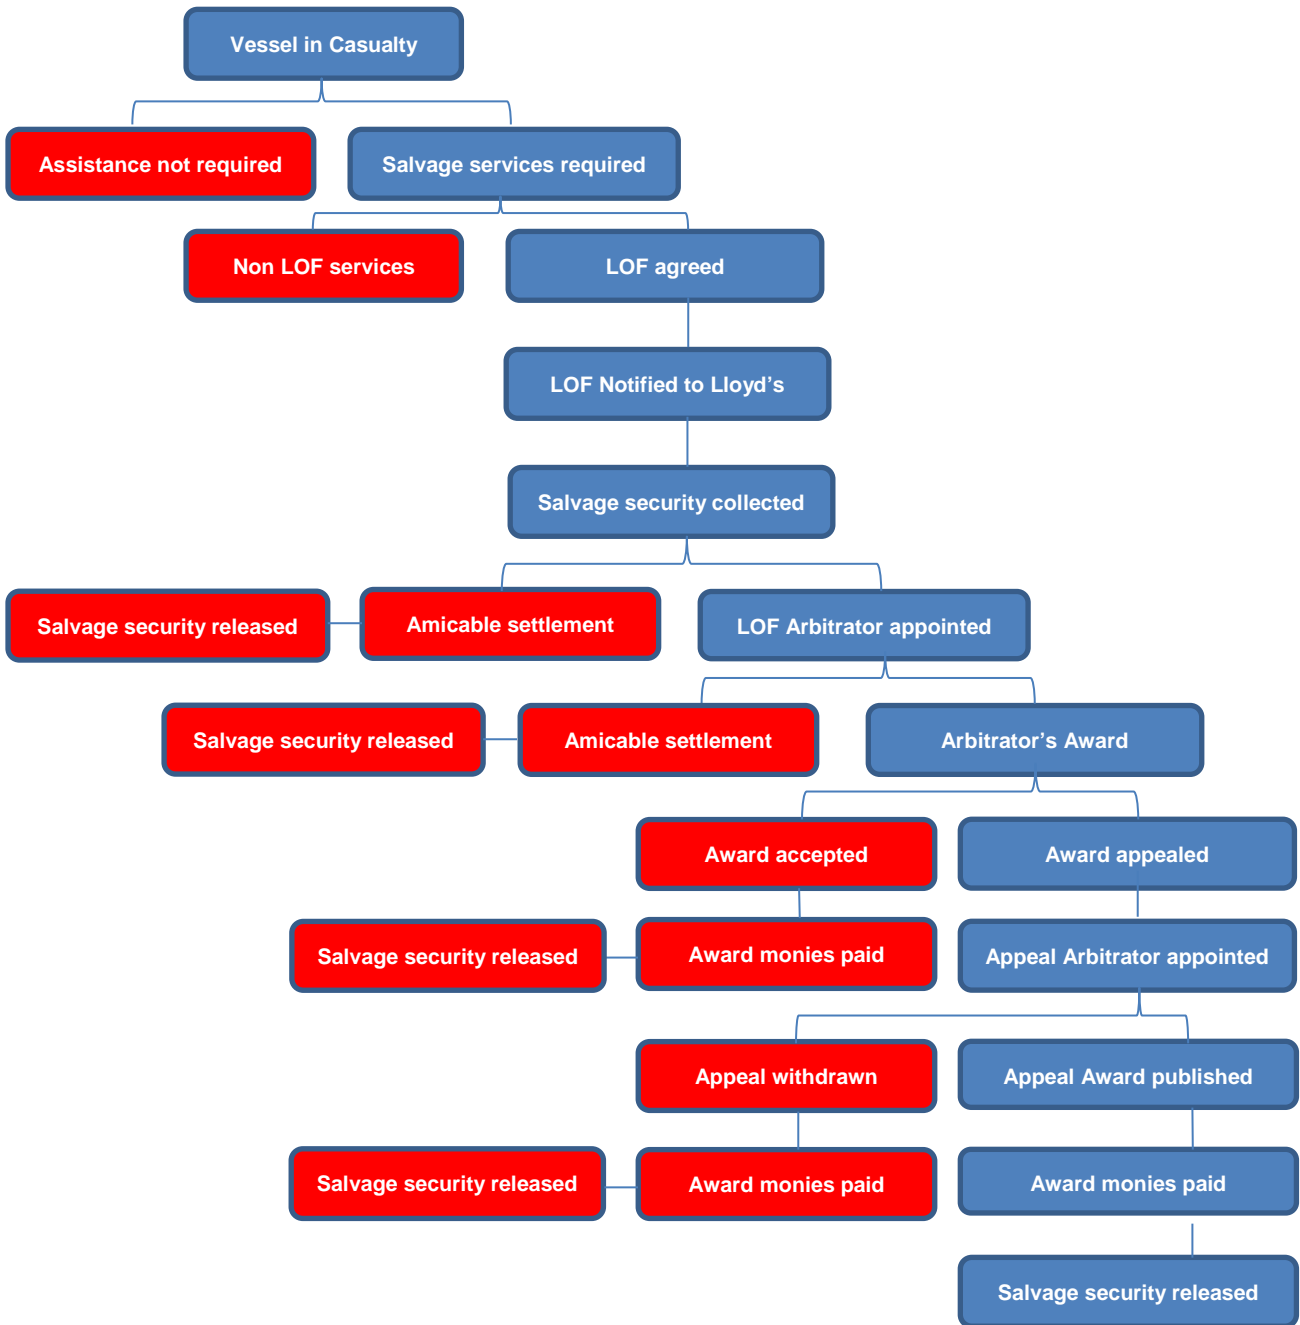 Vessel in Casualty
Assistance not required
Salvage services required
Non LOF services
LOF agreed
LOF Notified to Lloyd’s
Salvage security collected
Salvage security released
Amicable settlement
LOF Arbitrator appointed
Salvage security released
Amicable settlement
Arbitrator’s Award
Award accepted
Award appealed
Salvage security released
Award monies paid
Appeal Arbitrator appointed
Appeal withdrawn
Appeal Award published
Salvage security released
Award monies paid
Award monies paid
Salvage security released